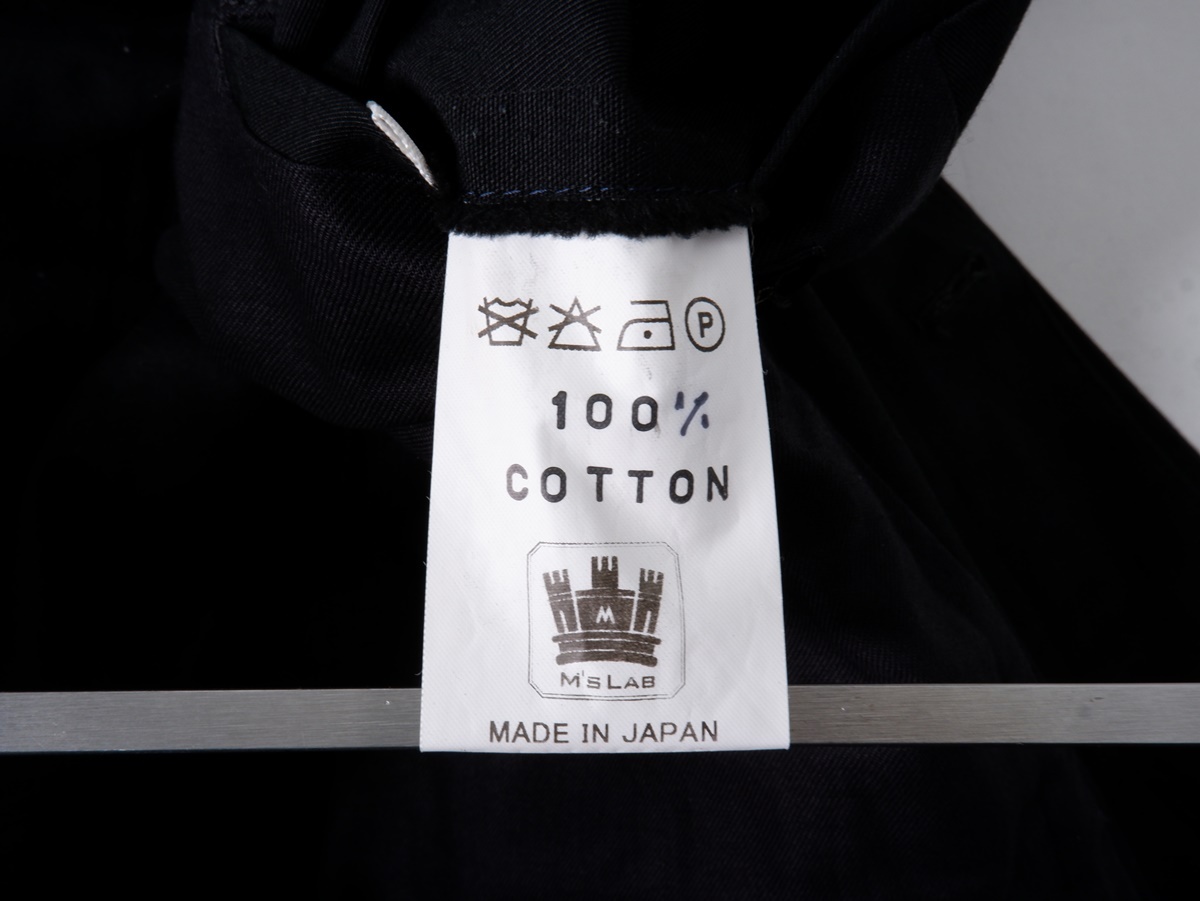 P
100%
COTTON
M
M'S LAB
MADE IN JAPAN